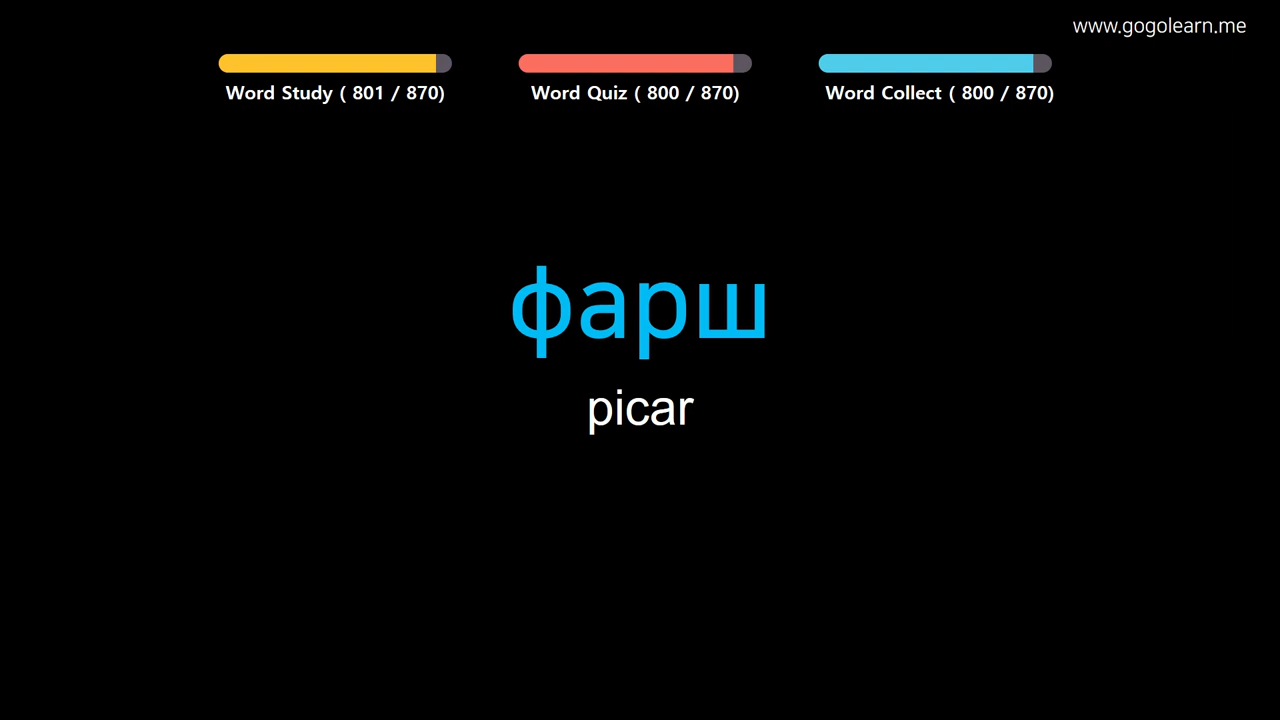 www.gogolearn.me
Word Study ( 801 / 870)
Word Quiz ( 800 / 870)
Word Collect ( 800 / 870)
фарш
picar